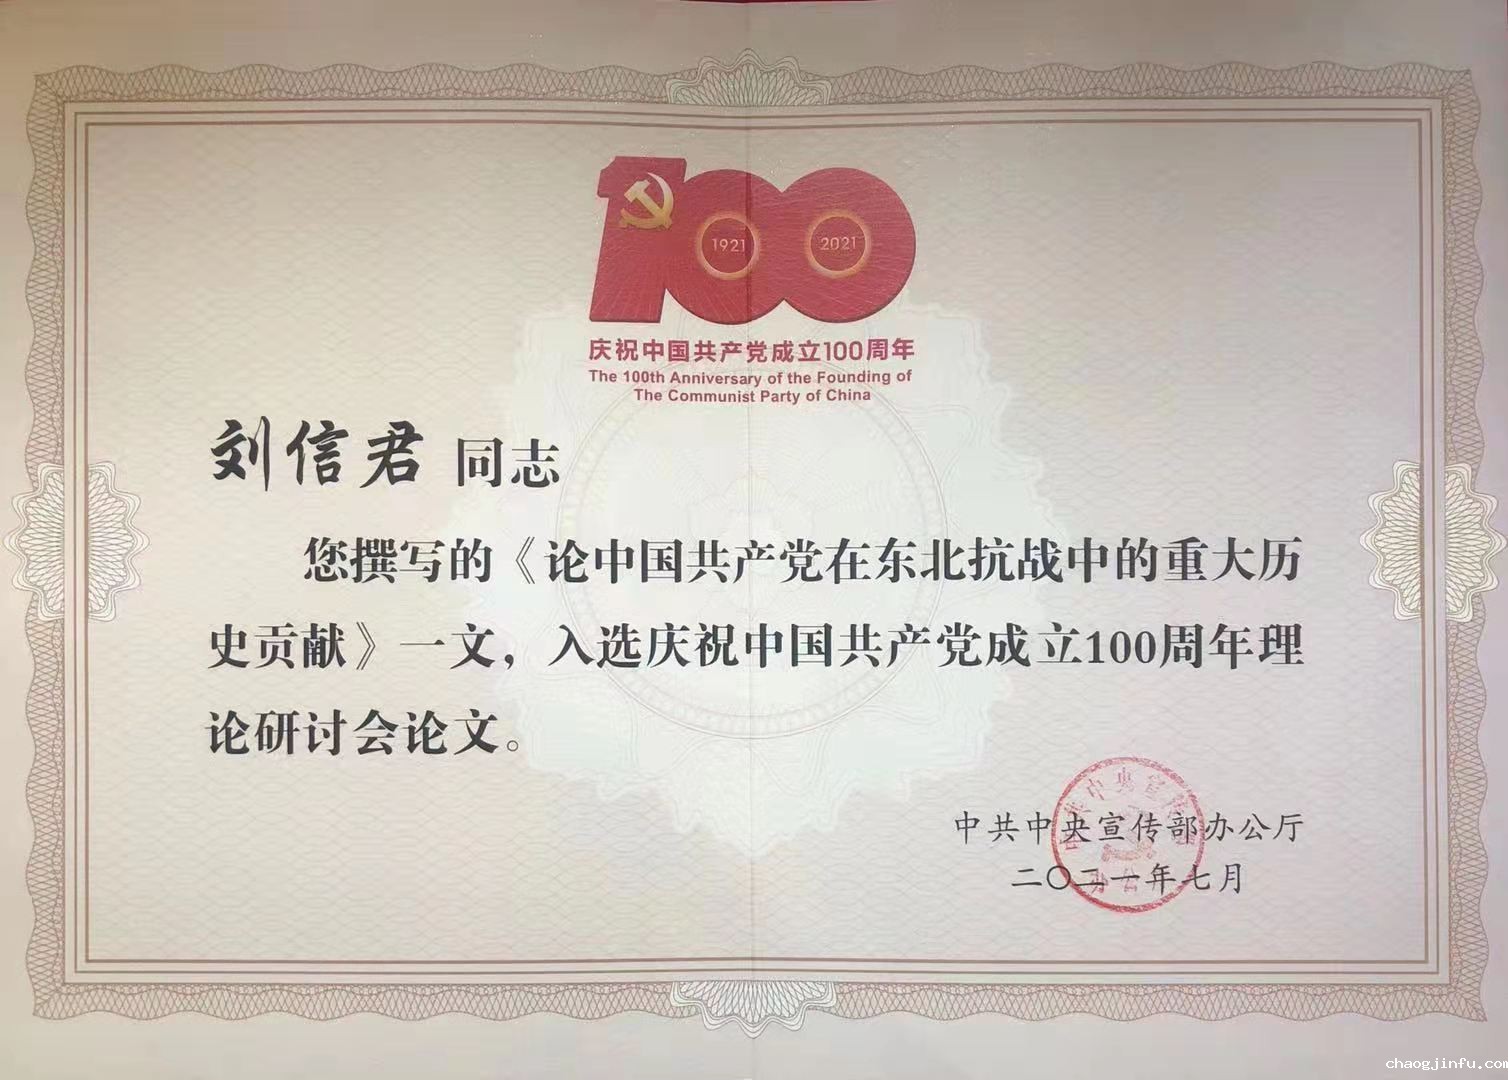 1921
2021
庆祝中国共产党成立100周年
The 100th Anniversary of the Founding of
The Communist Party of China
刘信君 同志
您撰写的《论中国共产党在东北抗战中的重大历
史贡献》一文，入选庆祝中国共产党成立100周年理
论研讨会论文。
中共中央宣传部办公厅
二〇二一年七月
chaogjinfu.com